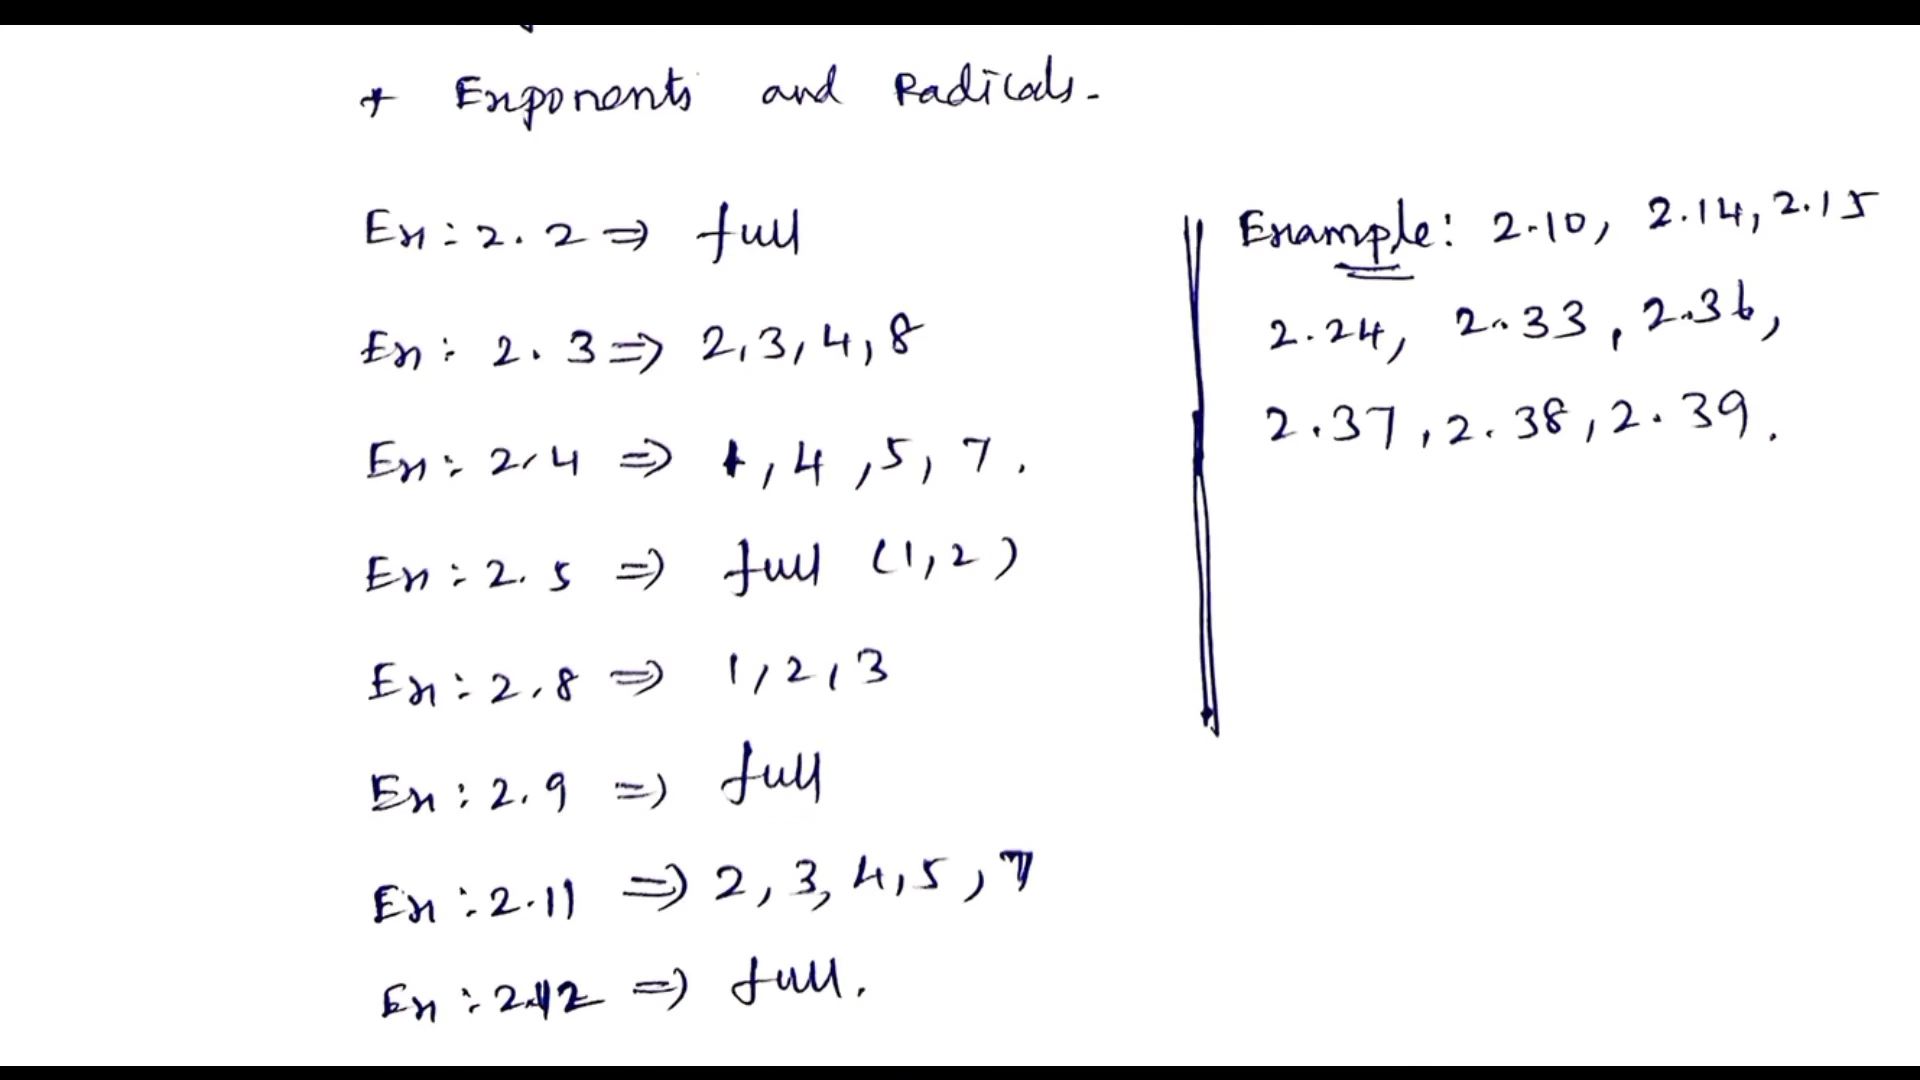 * Exponents and Radicals.
Ex: 2.2 ⇒ full
Ex: 2.3 ⇒ 2, 3, 4, 8
Ex: 2.4 ⇒ 1, 4, 5, 7.
Ex: 2.5 ⇒ full (1, 2)
Ex: 2.8 ⇒ 1, 2, 3
Ex: 2.9 ⇒ full
Ex: 2.11 ⇒ 2, 3, 4, 5, 7
Ex: 2.12 ⇒ full.
Example: 2.10, 2.14, 2.15
2.24, 2.33, 2.36,
2.37, 2.38, 2.39.